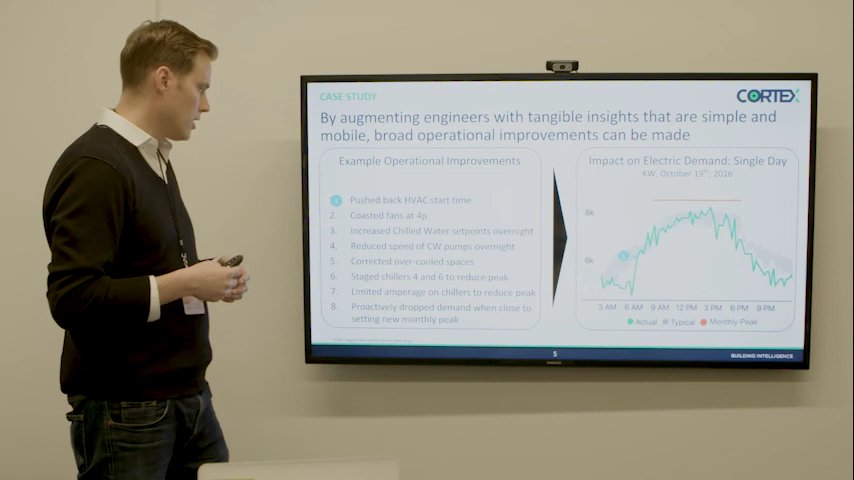 CASE STUDY
CORTEX
By augmenting engineers with tangible insights that are simple and
mobile, broad operational improvements can be made
Example Operational Improvements
1 Pushed back HVAC start time
2. Coasted fans at 4p
3. Increased Chilled Water setpoints overnight
4. Reduced speed of CW pumps overnight
5. Corrected over-cooled spaces
6. Staged chillers 4 and 6 to reduce peak
7. Limited amperage on chillers to reduce peak
8. Proactively dropped demand when close to
setting new monthly peak
Impact on Electric Demand: Single Day
KW, October 19th, 2016
8k
1
6k
3 AM 6 AM 9 AM 12 PM 3 PM 6 PM 9 PM
Actual Typical Monthly Peak
5
BUILDING INTELLIGENCE